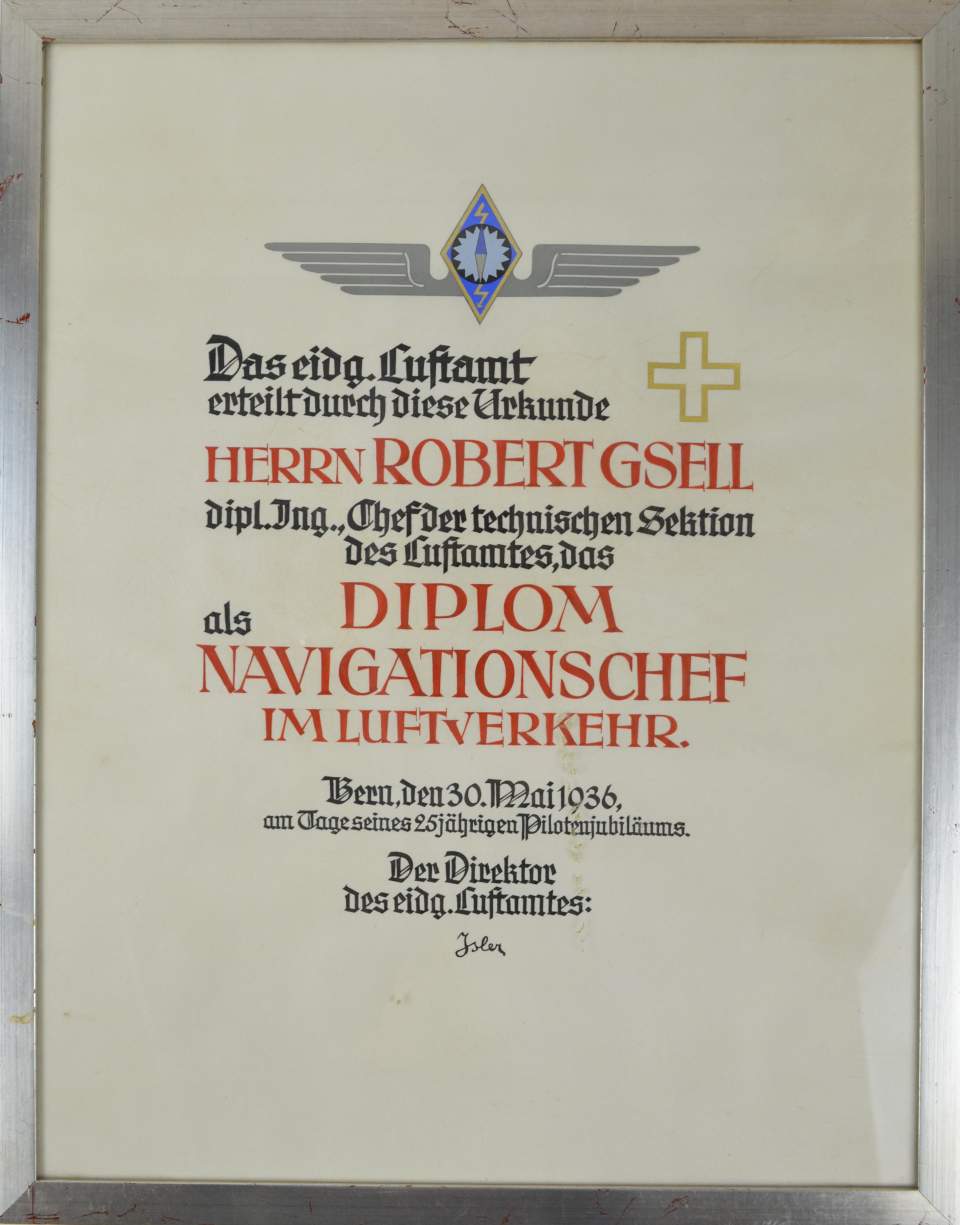 Das eidg. Luftamt
erteilt durch diese Urkunde
HERRN ROBERT GSELL
dipl. Ing., Chef der technischen Sektion
des Luftamtes, das
DIPLOM
als
NAVIGATIONSCHEF
IM LUFTVERKEHR.
Bern, den 30. Mai 1936,
am Tage seines 25jährigen Pilotenjubiläums.
Der Direktor
des eidg. Luftamtes:
Isler